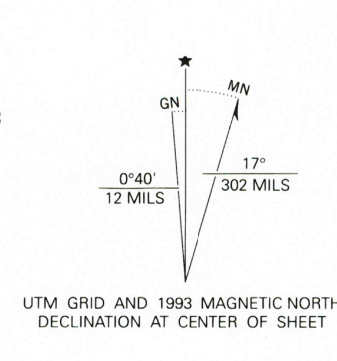 MN
GN
0°40'
12 MILS
17°
302 MILS
UTM GRID AND 1993 MAGNETIC NORTH
DECLINATION AT CENTER OF SHEET